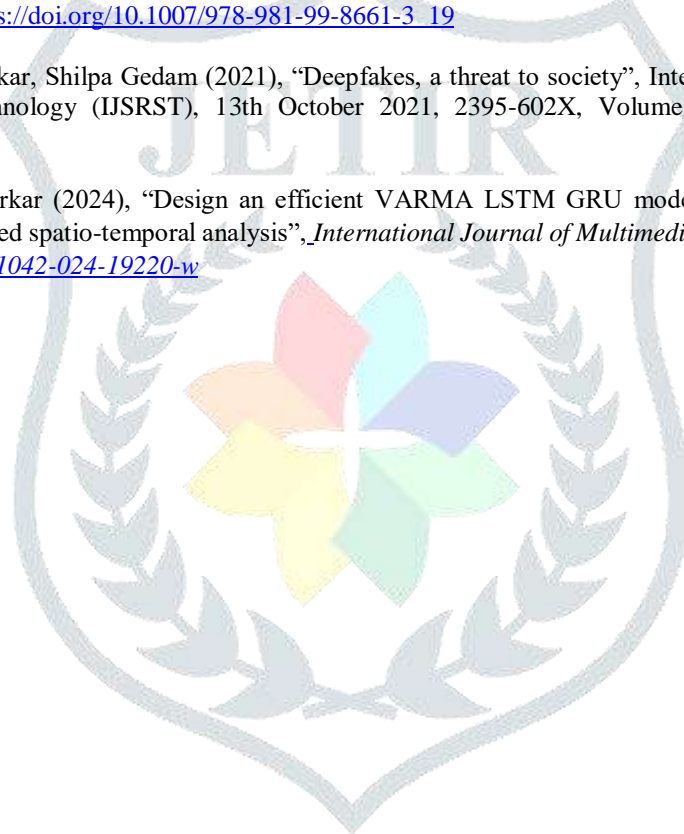 s://doi.org/10.1007/978-981-99-8661-3_19
kar, Shilpa Gedam (2021), “Deepfakes, a threat to society”, Inte
nology (IJSRST), 13th October 2021, 2395-602X, Volume
JETIR
rkar (2024), “Design an efficient VARMA LSTM GRU mode
ed spatio-temporal analysis”, International Journal of Multimedi
1042-024-19220-w